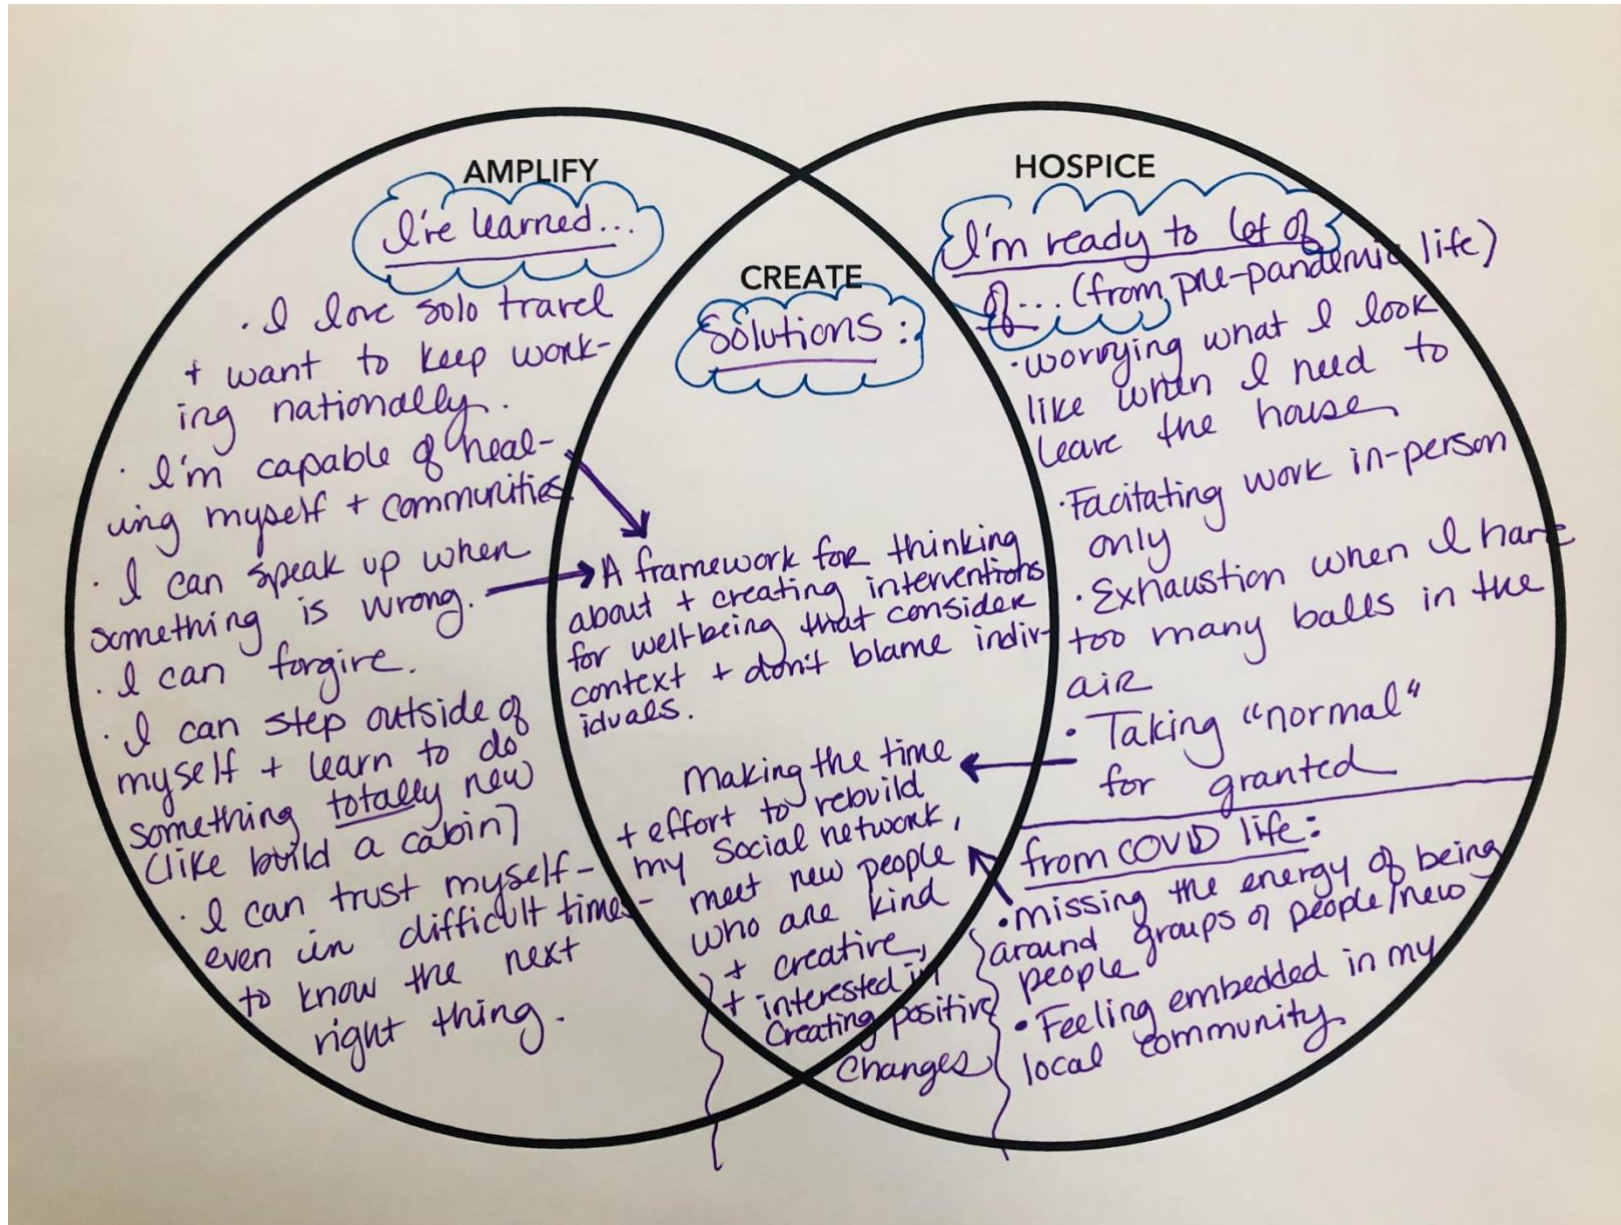 AMPLIFY
I've learned...
· I love solo travel
+ want to keep work-
ing nationally.
· I'm capable of heal-
ing myself + communities.
· I can speak up when
something is wrong.
· I can forgive.
· I can step outside of
myself + learn to do
something totally new
(like build a cabin)
· I can trust myself-
even in difficult times-
to know the next
right thing.
CREATE
Solutions:
A framework for thinking
about + creating interventions
for well-being that consider
context + don't blame indiv-
iduals.
Making the time
+ effort to rebuild
my social network,
meet new people
who are kind
+ creative,
+ interested in
Creating positive
Changes
HOSPICE
I'm ready to let of
of... (from pre-pandemic life)
· worrying what I look
like when I need to
leave the house
· Facitating work in-person
only
· Exhaustion when I have
too many balls in the
air
· Taking "normal"
for granted
from COVID life:
· missing the energy of being
around groups of people/new
people
· Feeling embedded in my
local community